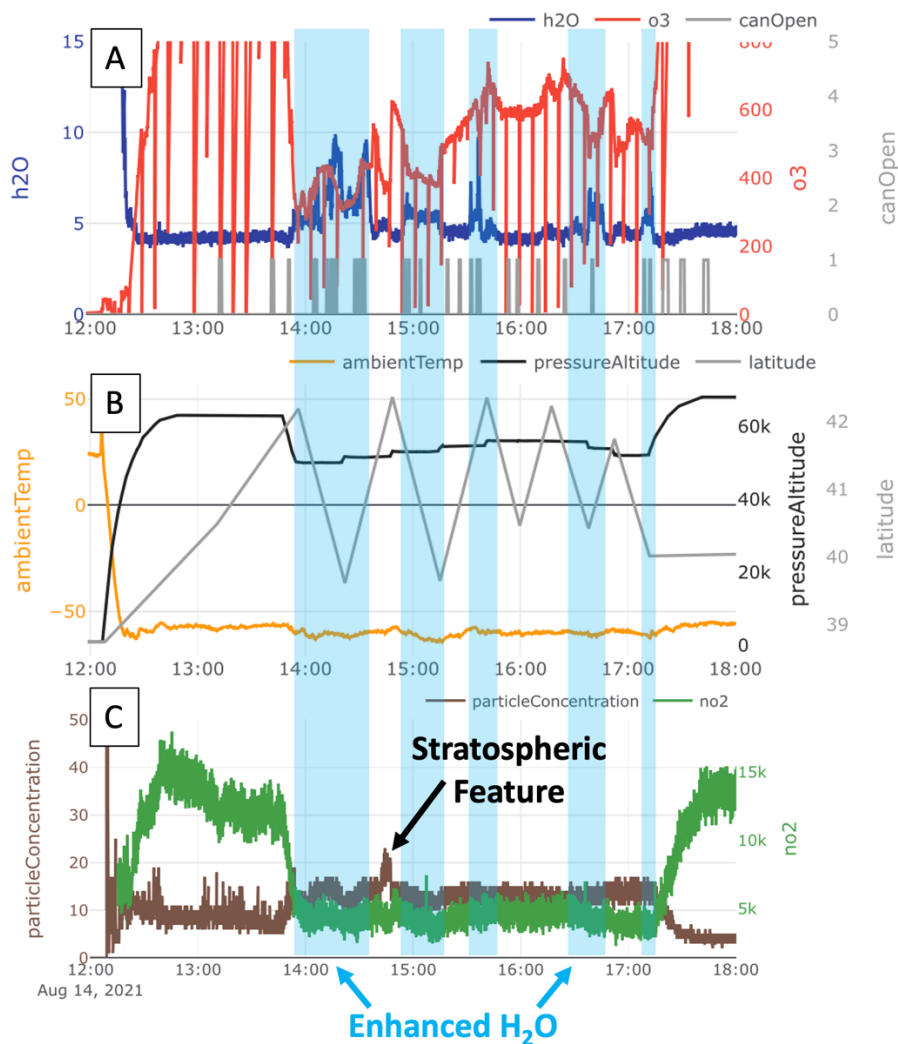 h2O o3 canOpen
A
15 800 5
10 600 4
400 3
5 2
200 1
0 0 0
h2O
o3
canOpen
12:00 13:00 14:00 15:00 16:00 17:00 18:00
ambientTemp pressureAltitude latitude
B
50 60k 42
0 40k 41
20k 40
−50 0 39
ambientTemp
pressureAltitude
latitude
12:00 13:00 14:00 15:00 16:00 17:00 18:00
particleConcentration no2
C
50
40 15k
30 10k
20
10 5k
0
particleConcentration
no2
Stratospheric
Feature
12:00 13:00 14:00 15:00 16:00 17:00 18:00
Aug 14, 2021
Enhanced H₂O